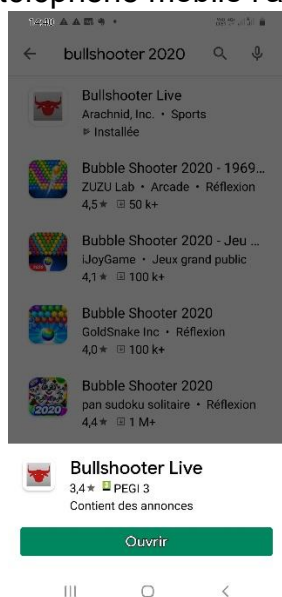 bullshooter 2020
Bullshooter Live
Arachnid, Inc. • Sports
Installée
Bubble Shooter 2020 - 1969...
ZUZU Lab • Arcade • Réflexion
4,5★ 50 k+
Bubble Shooter 2020 - Jeu ...
iJoyGame • Jeux grand public
4,1★ 100 k+
Bubble Shooter 2020
GoldSnake Inc • Réflexion
4,0★ 100 k+
Bubble Shooter 2020
pan sudoku solitaire • Réflexion
4,4★ 1 M+
Bullshooter Live
3,4★ PEGI 3
Contient des annonces
Ouvrir